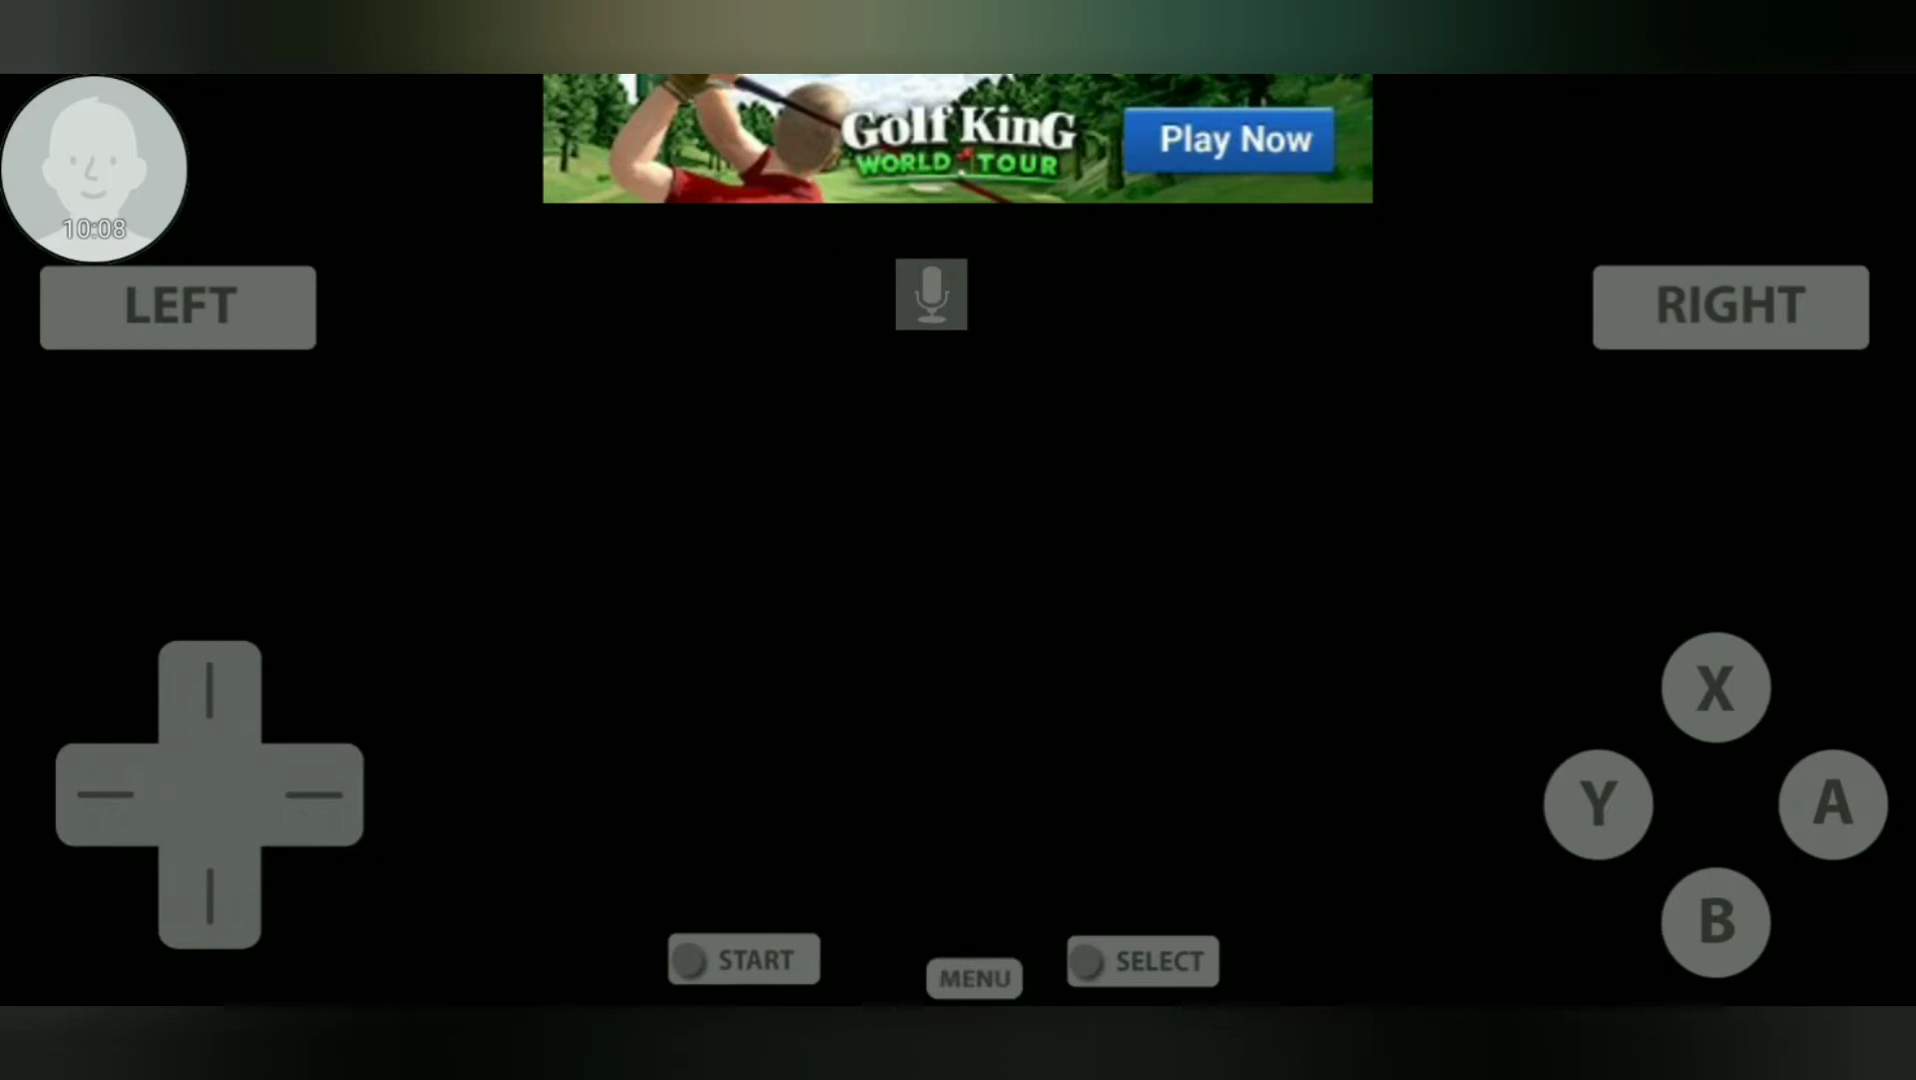 Golf King
WORLD TOUR
Play Now
10:08
LEFT
RIGHT
X
Y
A
B
START
MENU
SELECT